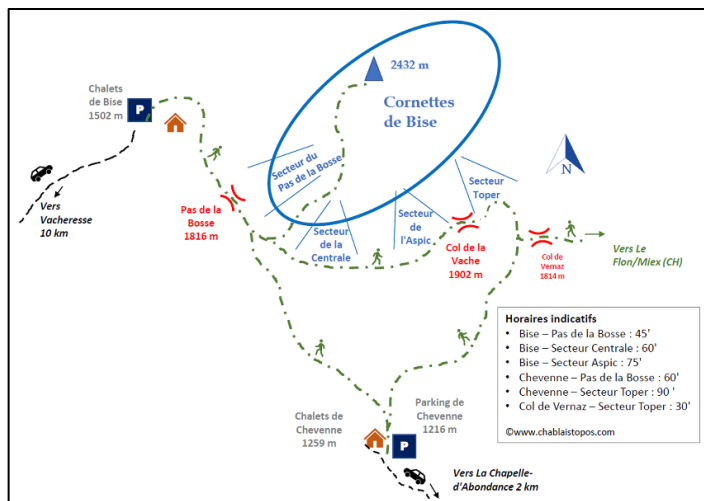 2432 m
Cornettes
de Bise
Chalets
de Bise
1502 m
P
Secteur du
Pas de la Bosse
Secteur
Toper
N
Vers
Vacheresse
10 km
Pas de la
Bosse
1816 m
Secteur
de la
Centrale
Secteur
de
l'Aspic
Col de la
Vache
1902 m
Col de
Vernaz
1814 m
Vers Le
Flon/Miex (CH)
Horaires indicatifs
• Bise – Pas de la Bosse : 45'
• Bise – Secteur Centrale : 60'
• Bise – Secteur Aspic : 75'
• Chevenne – Pas de la Bosse : 60'
• Chevenne – Secteur Toper : 90 '
• Col de Vernaz – Secteur Toper : 30'
©www.chablaistopos.com
Chalets de
Chevenne
1259 m
Parking de
Chevenne
1216 m
P
Vers La Chapelle-
d'Abondance 2 km